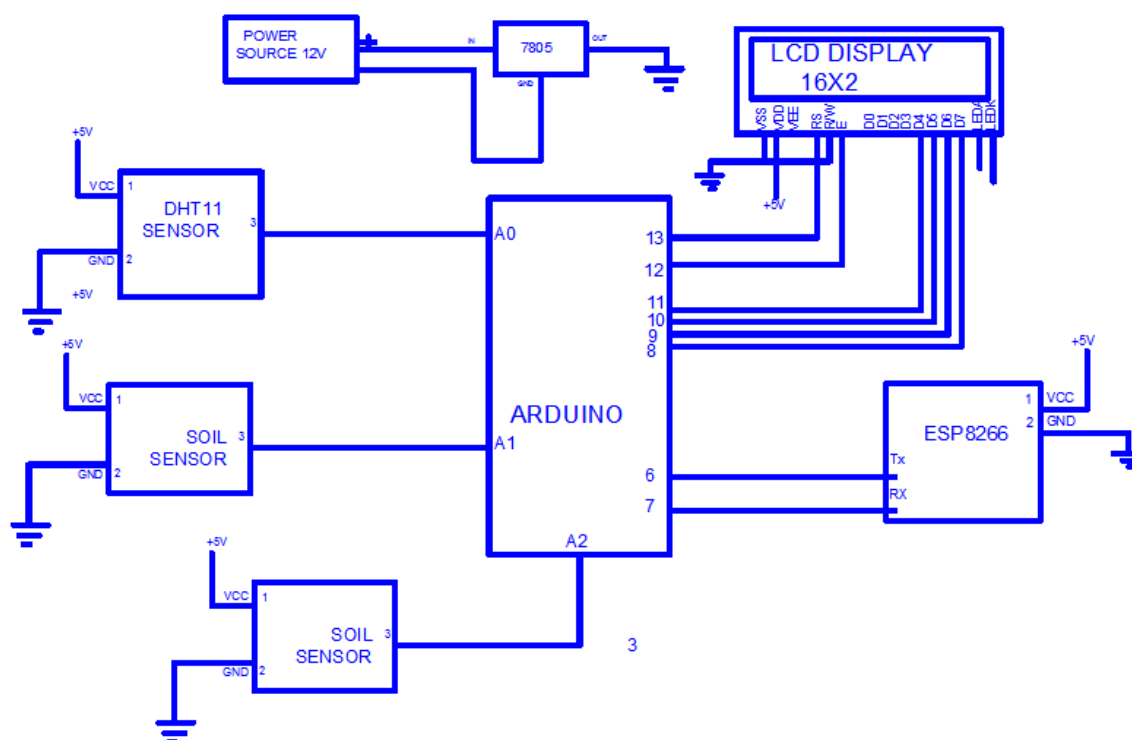 POWER
SOURCE 12V
+
IN
7805
OUT
GND
LCD DISPLAY
16X2
VSS
VDD
VEE
RS
R/W
E
D0
D1
D2
D3
D4
D5
D6
D7
LEDA
LEDK
+5V
+5V
VCC
1
DHT11
SENSOR
3
GND
2
+5V
A0
13
12
11
10
9
8
+5V
VCC
1
SOIL
SENSOR
3
GND
2
A1
ARDUINO
6
7
A2
+5V
1
VCC
2
GND
ESP8266
Tx
RX
+5V
VCC
1
SOIL
SENSOR
3
GND
2
3